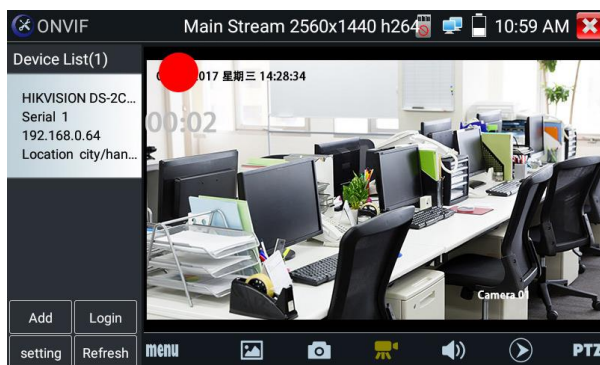 ONVIF
Main Stream 2560x1440 h264
10:59 AM
Device List(1)
HIKVISION DS-2C...
Serial 1
192.168.0.64
Location city/han...
2017 星期三 14:28:34
00:02
Camera 01
Add
Login
setting
Refresh
menu
PTZ